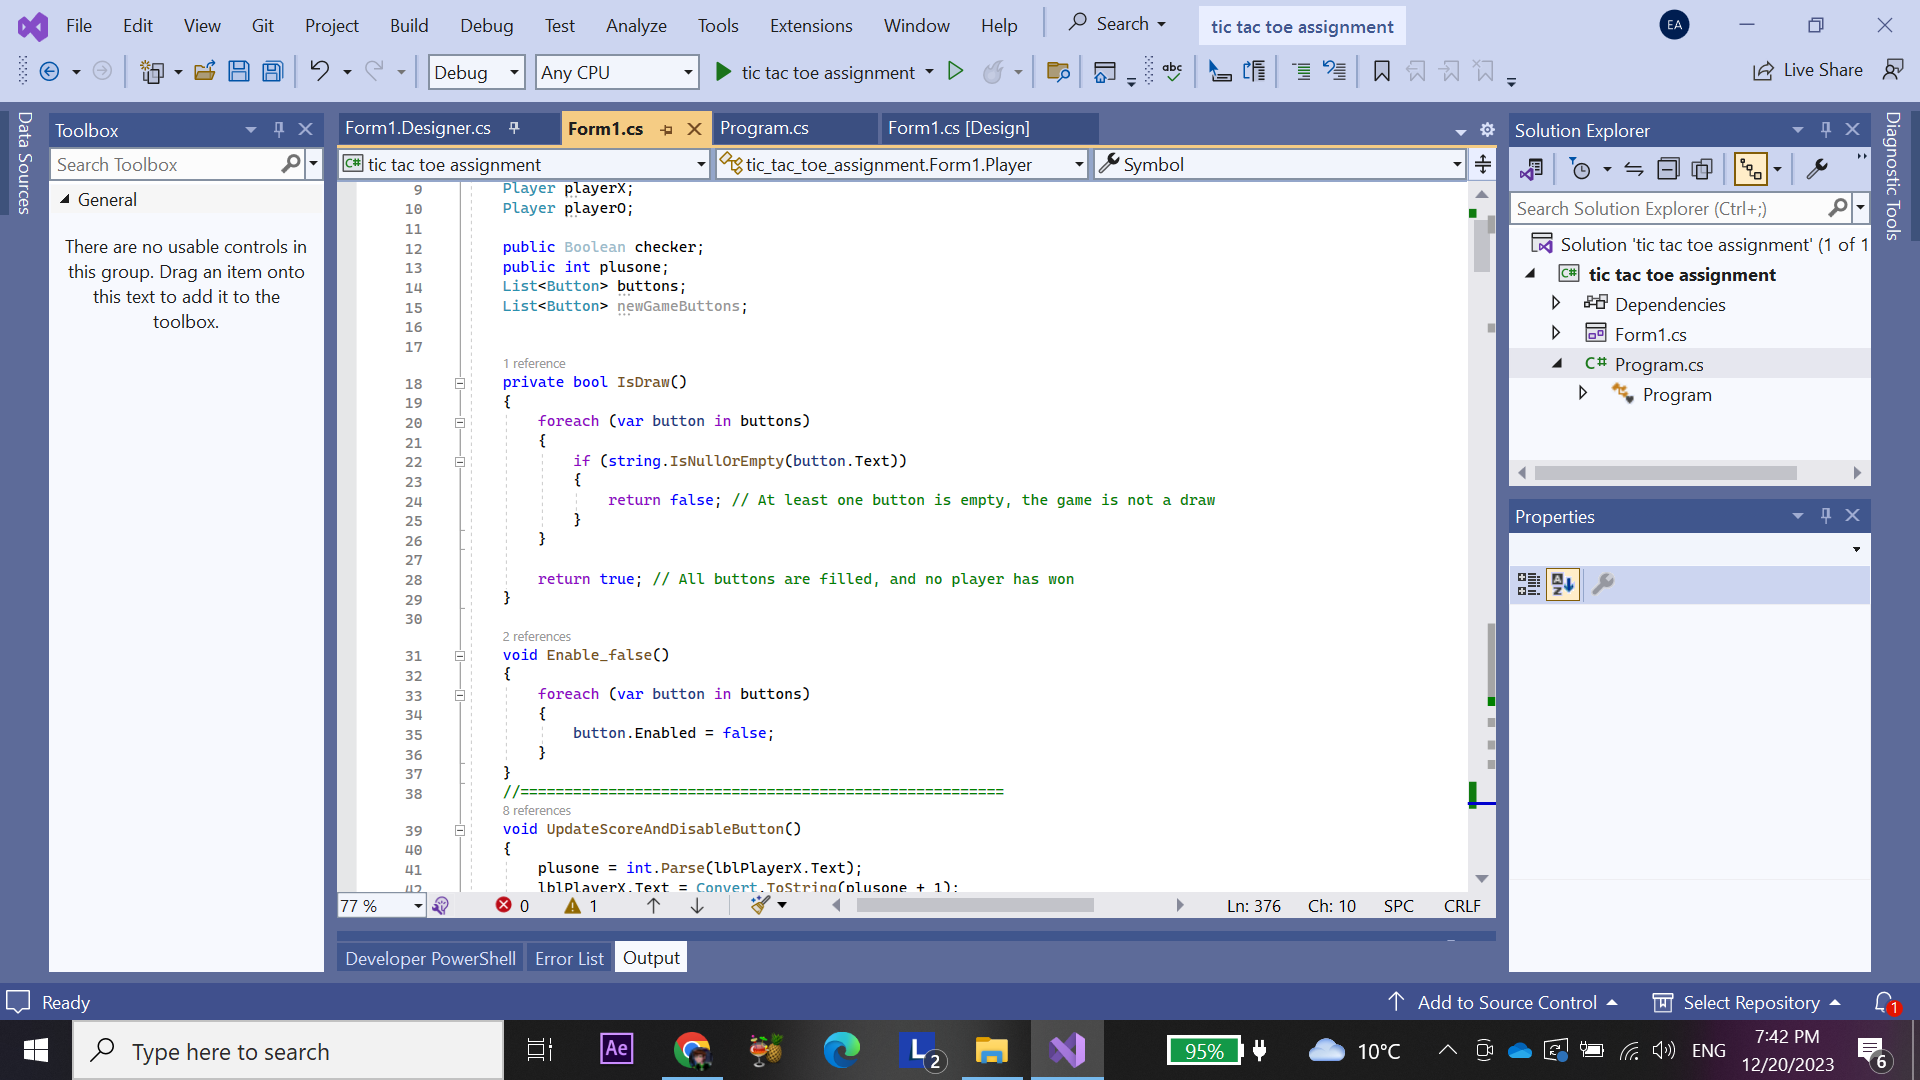 File Edit View Git Project Build Debug Test Analyze Tools Extensions Window Help Search tic tac toe assignment EA
Debug Any CPU tic tac toe assignment abc Live Share
Data Sources
Toolbox
Search Toolbox
General
There are no usable controls in
this group. Drag an item onto
this text to add it to the
toolbox.
Form1.Designer.cs Form1.cs Program.cs Form1.cs [Design]
C# tic tac toe assignment tic_tac_toe_assignment.Form1.Player Symbol
9 Player playerX;
10 Player playerO;
11
12 public Boolean checker;
13 public int plusone;
14 List<Button> buttons;
15 List<Button> newGameButtons;
16
17
1 reference
18 private bool IsDraw()
19 {
20 foreach (var button in buttons)
21 {
22 if (string.IsNullOrEmpty(button.Text))
23 {
24 return false; // At least one button is empty, the game is not a draw
25 }
26 }
27
28 return true; // All buttons are filled, and no player has won
29 }
30
2 references
31 void Enable_false()
32 {
33 foreach (var button in buttons)
34 {
35 button.Enabled = false;
36 }
37 }
38 //=======================================================
8 references
39 void UpdateScoreAndDisableButton()
40 {
41 plusone = int.Parse(lblPlayerX.Text);
42 lblPlayerX.Text = Convert.ToString(plusone + 1);
77 % 0 1 Ln: 376 Ch: 10 SPC CRLF
Developer PowerShell Error List Output
Solution Explorer
Search Solution Explorer (Ctrl+;)
Solution 'tic tac toe assignment' (1 of 1
C# tic tac toe assignment
Dependencies
Form1.cs
C# Program.cs
Program
Properties
Diagnostic Tools
Ready Add to Source Control Select Repository 1
Type here to search Ae L 2 95% 10°C ENG 7:42 PM
12/20/2023 6